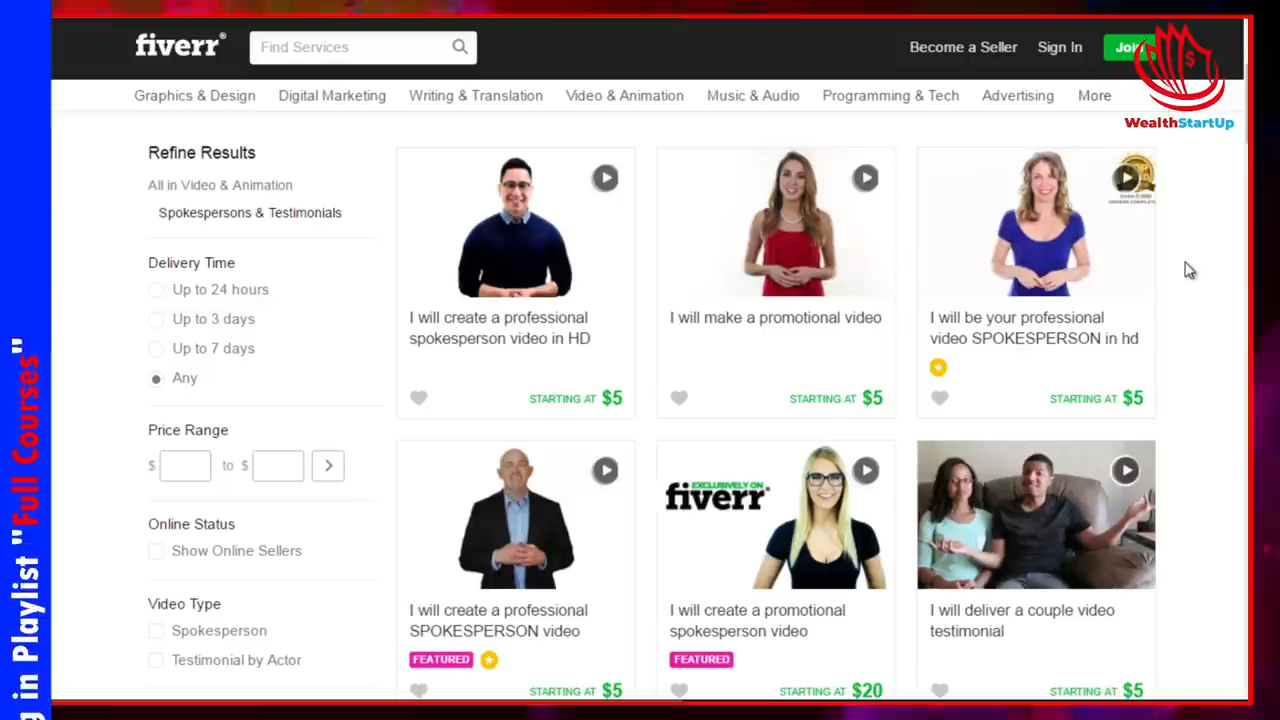 fiverr®
Find Services
Become a Seller
Sign In
Join
WealthStartUp
Graphics & Design
Digital Marketing
Writing & Translation
Video & Animation
Music & Audio
Programming & Tech
Advertising
More
Refine Results
All in Video & Animation
Spokespersons & Testimonials
Delivery Time
Up to 24 hours
Up to 3 days
Up to 7 days
Any
Price Range
$
to $
Online Status
Show Online Sellers
Video Type
Spokesperson
Testimonial by Actor
I will create a professional
spokesperson video in HD
STARTING AT $5
I will make a promotional video
STARTING AT $5
I will be your professional
video SPOKESPERSON in hd
STARTING AT $5
I will create a professional
SPOKESPERSON video
FEATURED
STARTING AT $5
EXCLUSIVELY ON
fiverr®
I will create a promotional
spokesperson video
FEATURED
STARTING AT $20
I will deliver a couple video
testimonial
STARTING AT $5
g in Playlist "Full Courses"